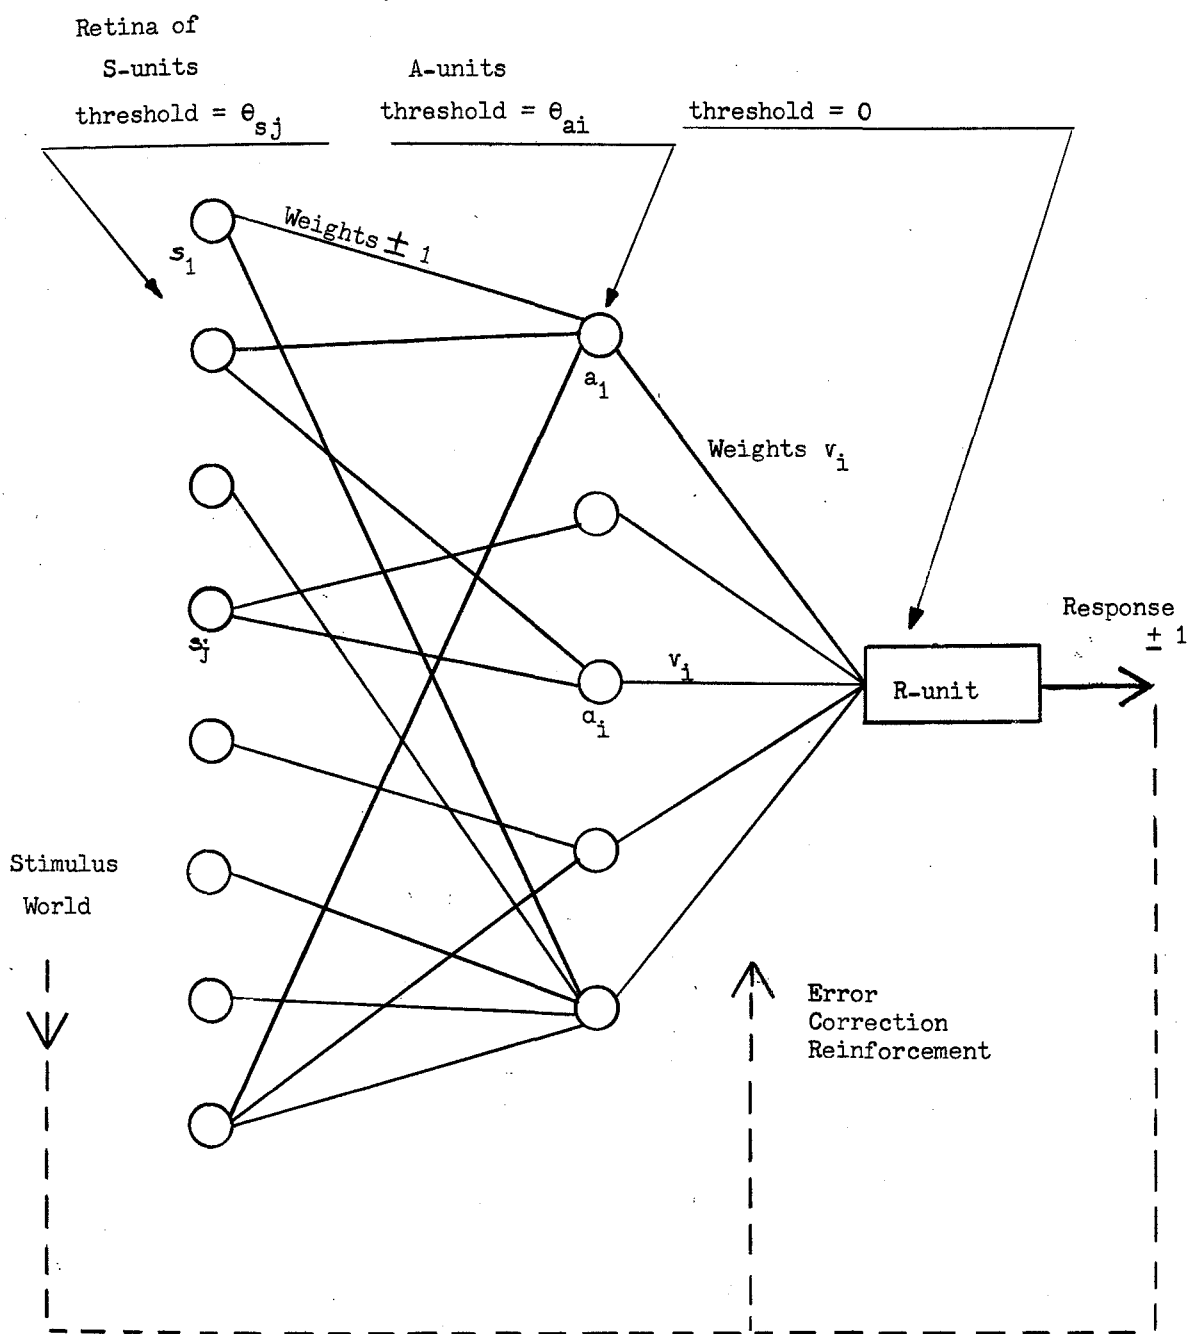 Retina of
S-units
threshold = θsj
A-units
threshold = θai
threshold = 0
Weights ± 1
s1
a1
Weights vi
sj
vi
ai
R-unit
Response
± 1
Stimulus
World
Error
Correction
Reinforcement